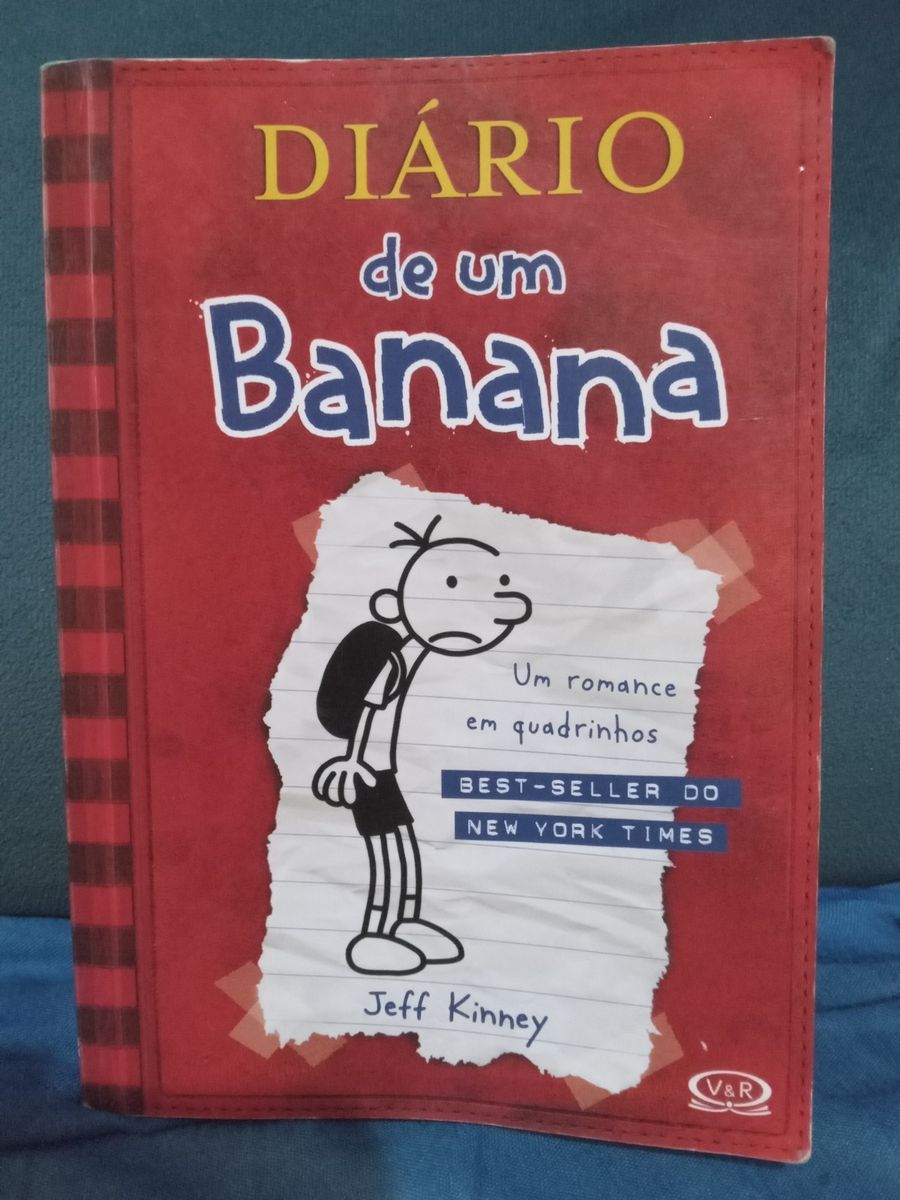 DIÁRIO
de um
Banana
Um romance
em quadrinhos
BEST-SELLER DO
NEW YORK TIMES
Jeff Kinney
V&R